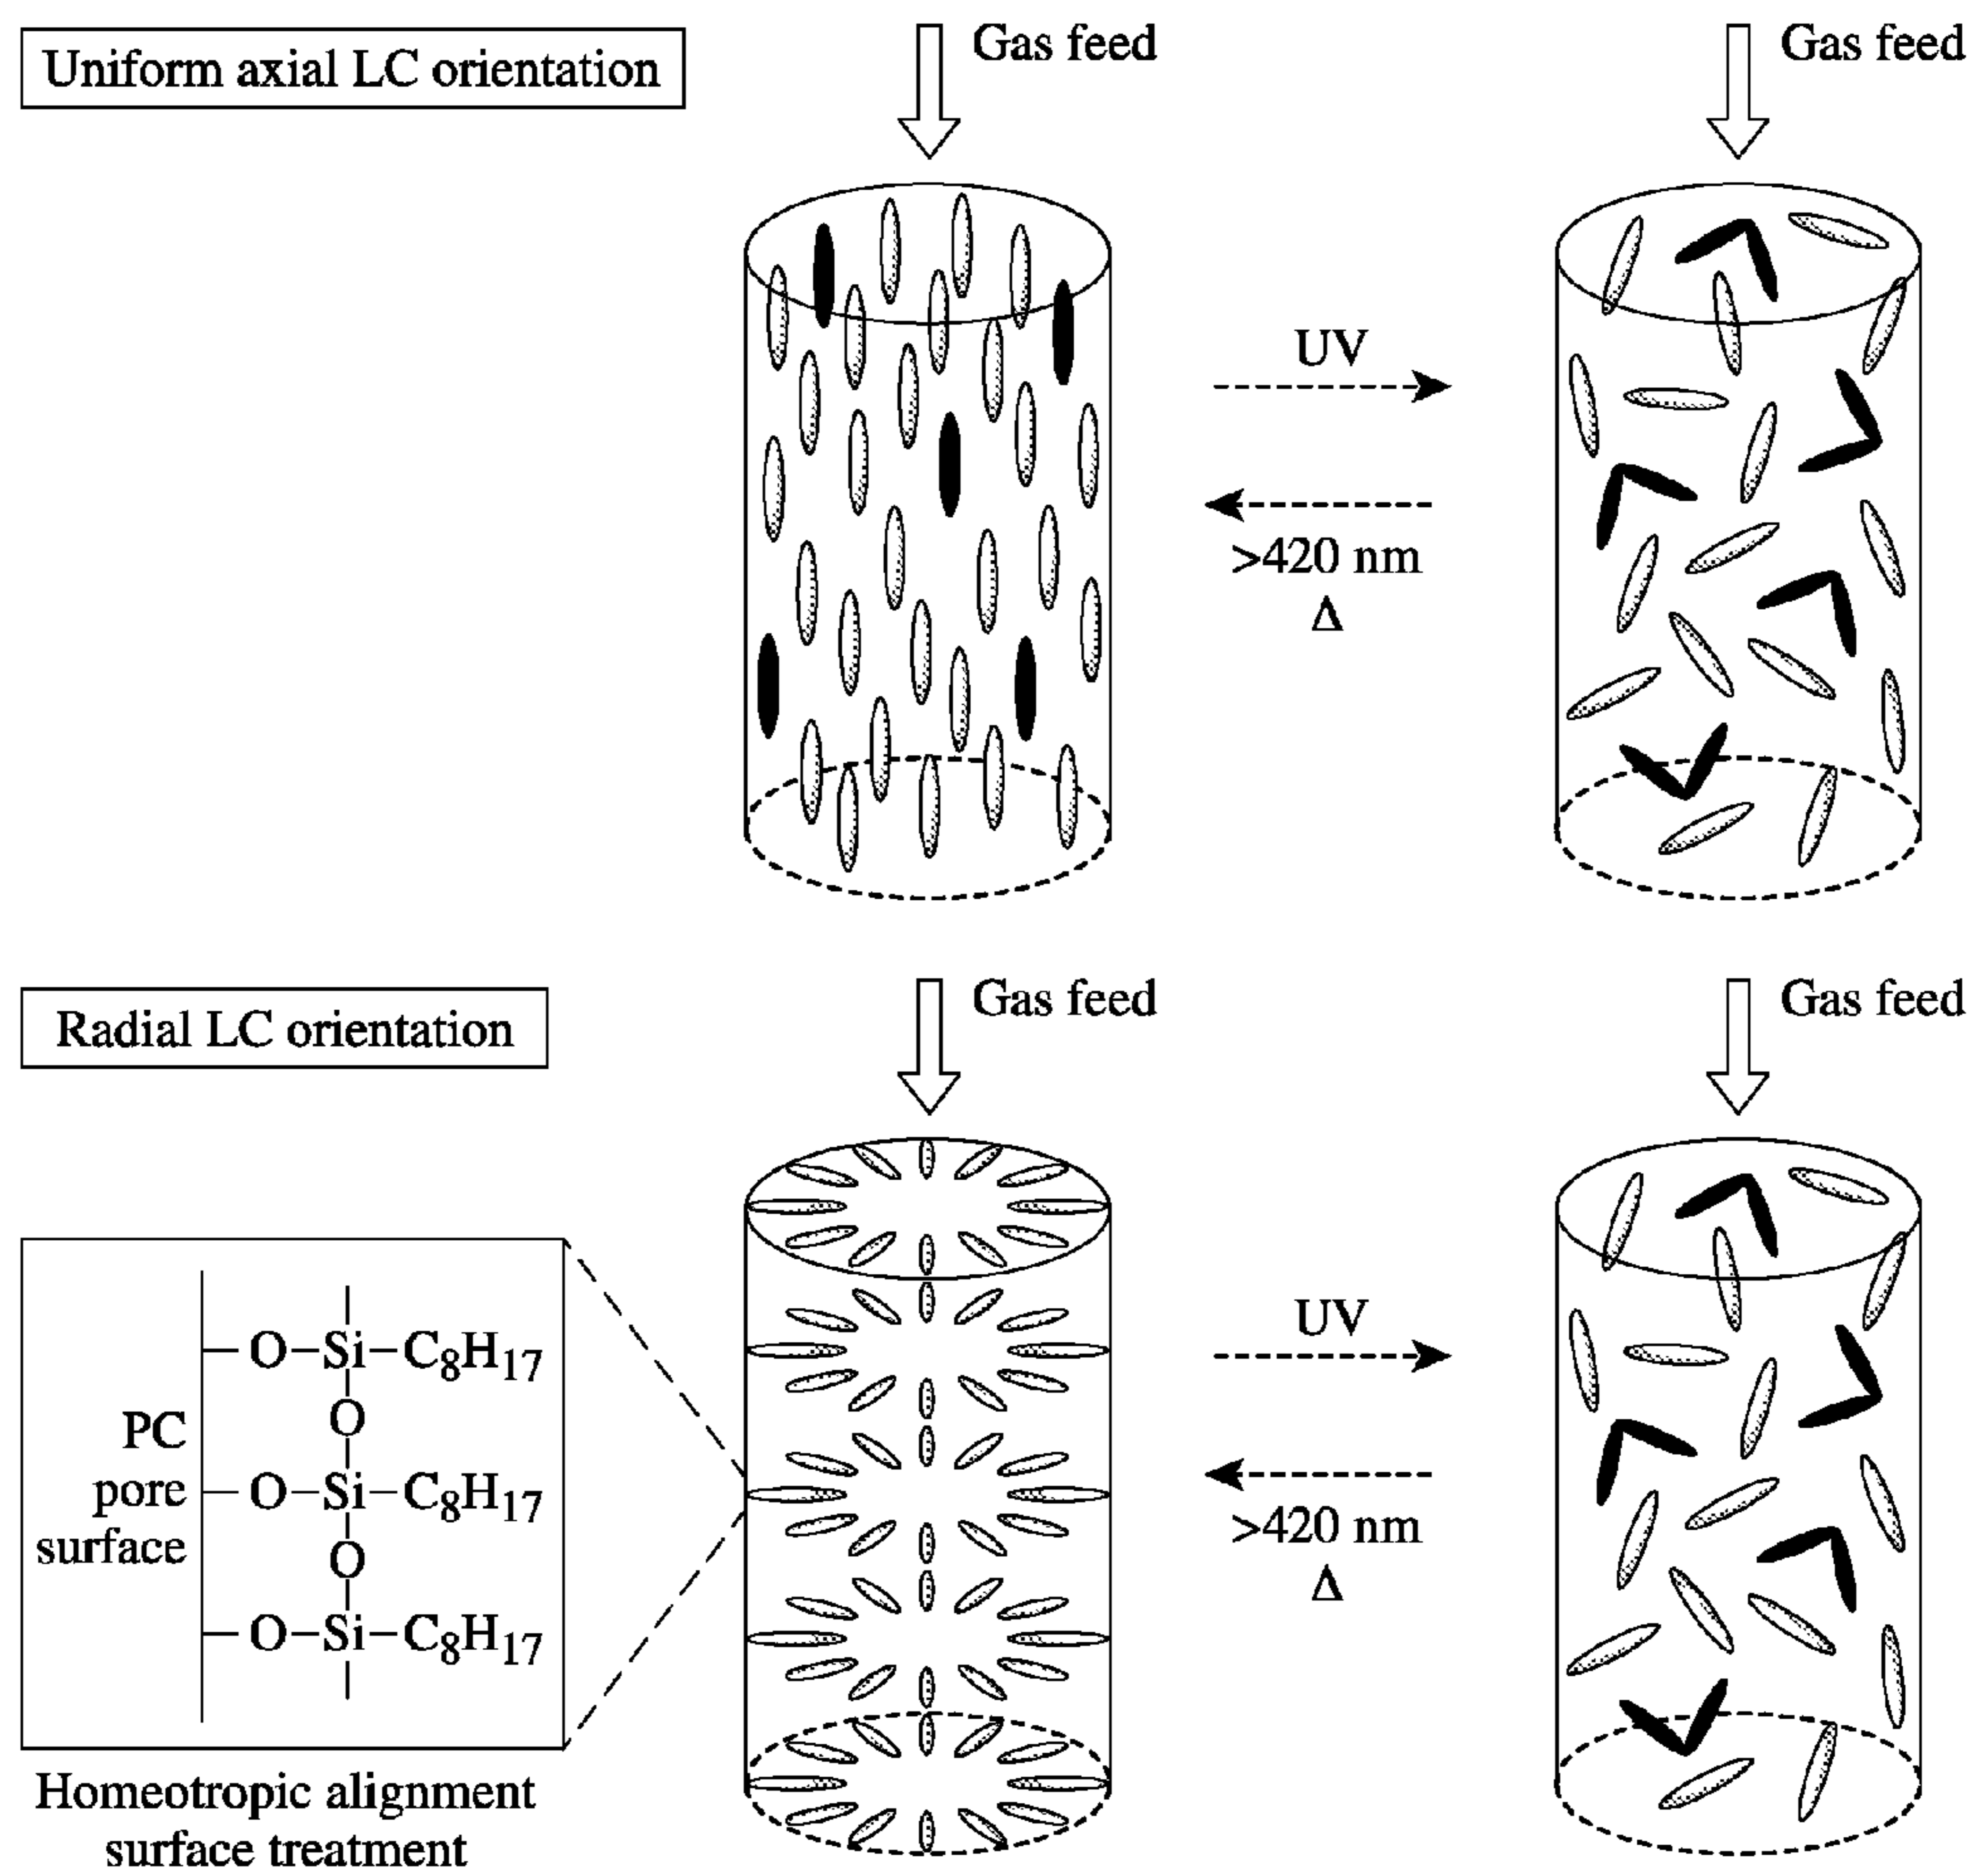 Uniform axial LC orientation
Gas feed
Gas feed
UV
>420 nm
Δ
Radial LC orientation
Gas feed
Gas feed
O–Si–C₈H₁₇
O
PC
pore
surface
O–Si–C₈H₁₇
O
O–Si–C₈H₁₇
UV
>420 nm
Δ
Homeotropic alignment
surface treatment